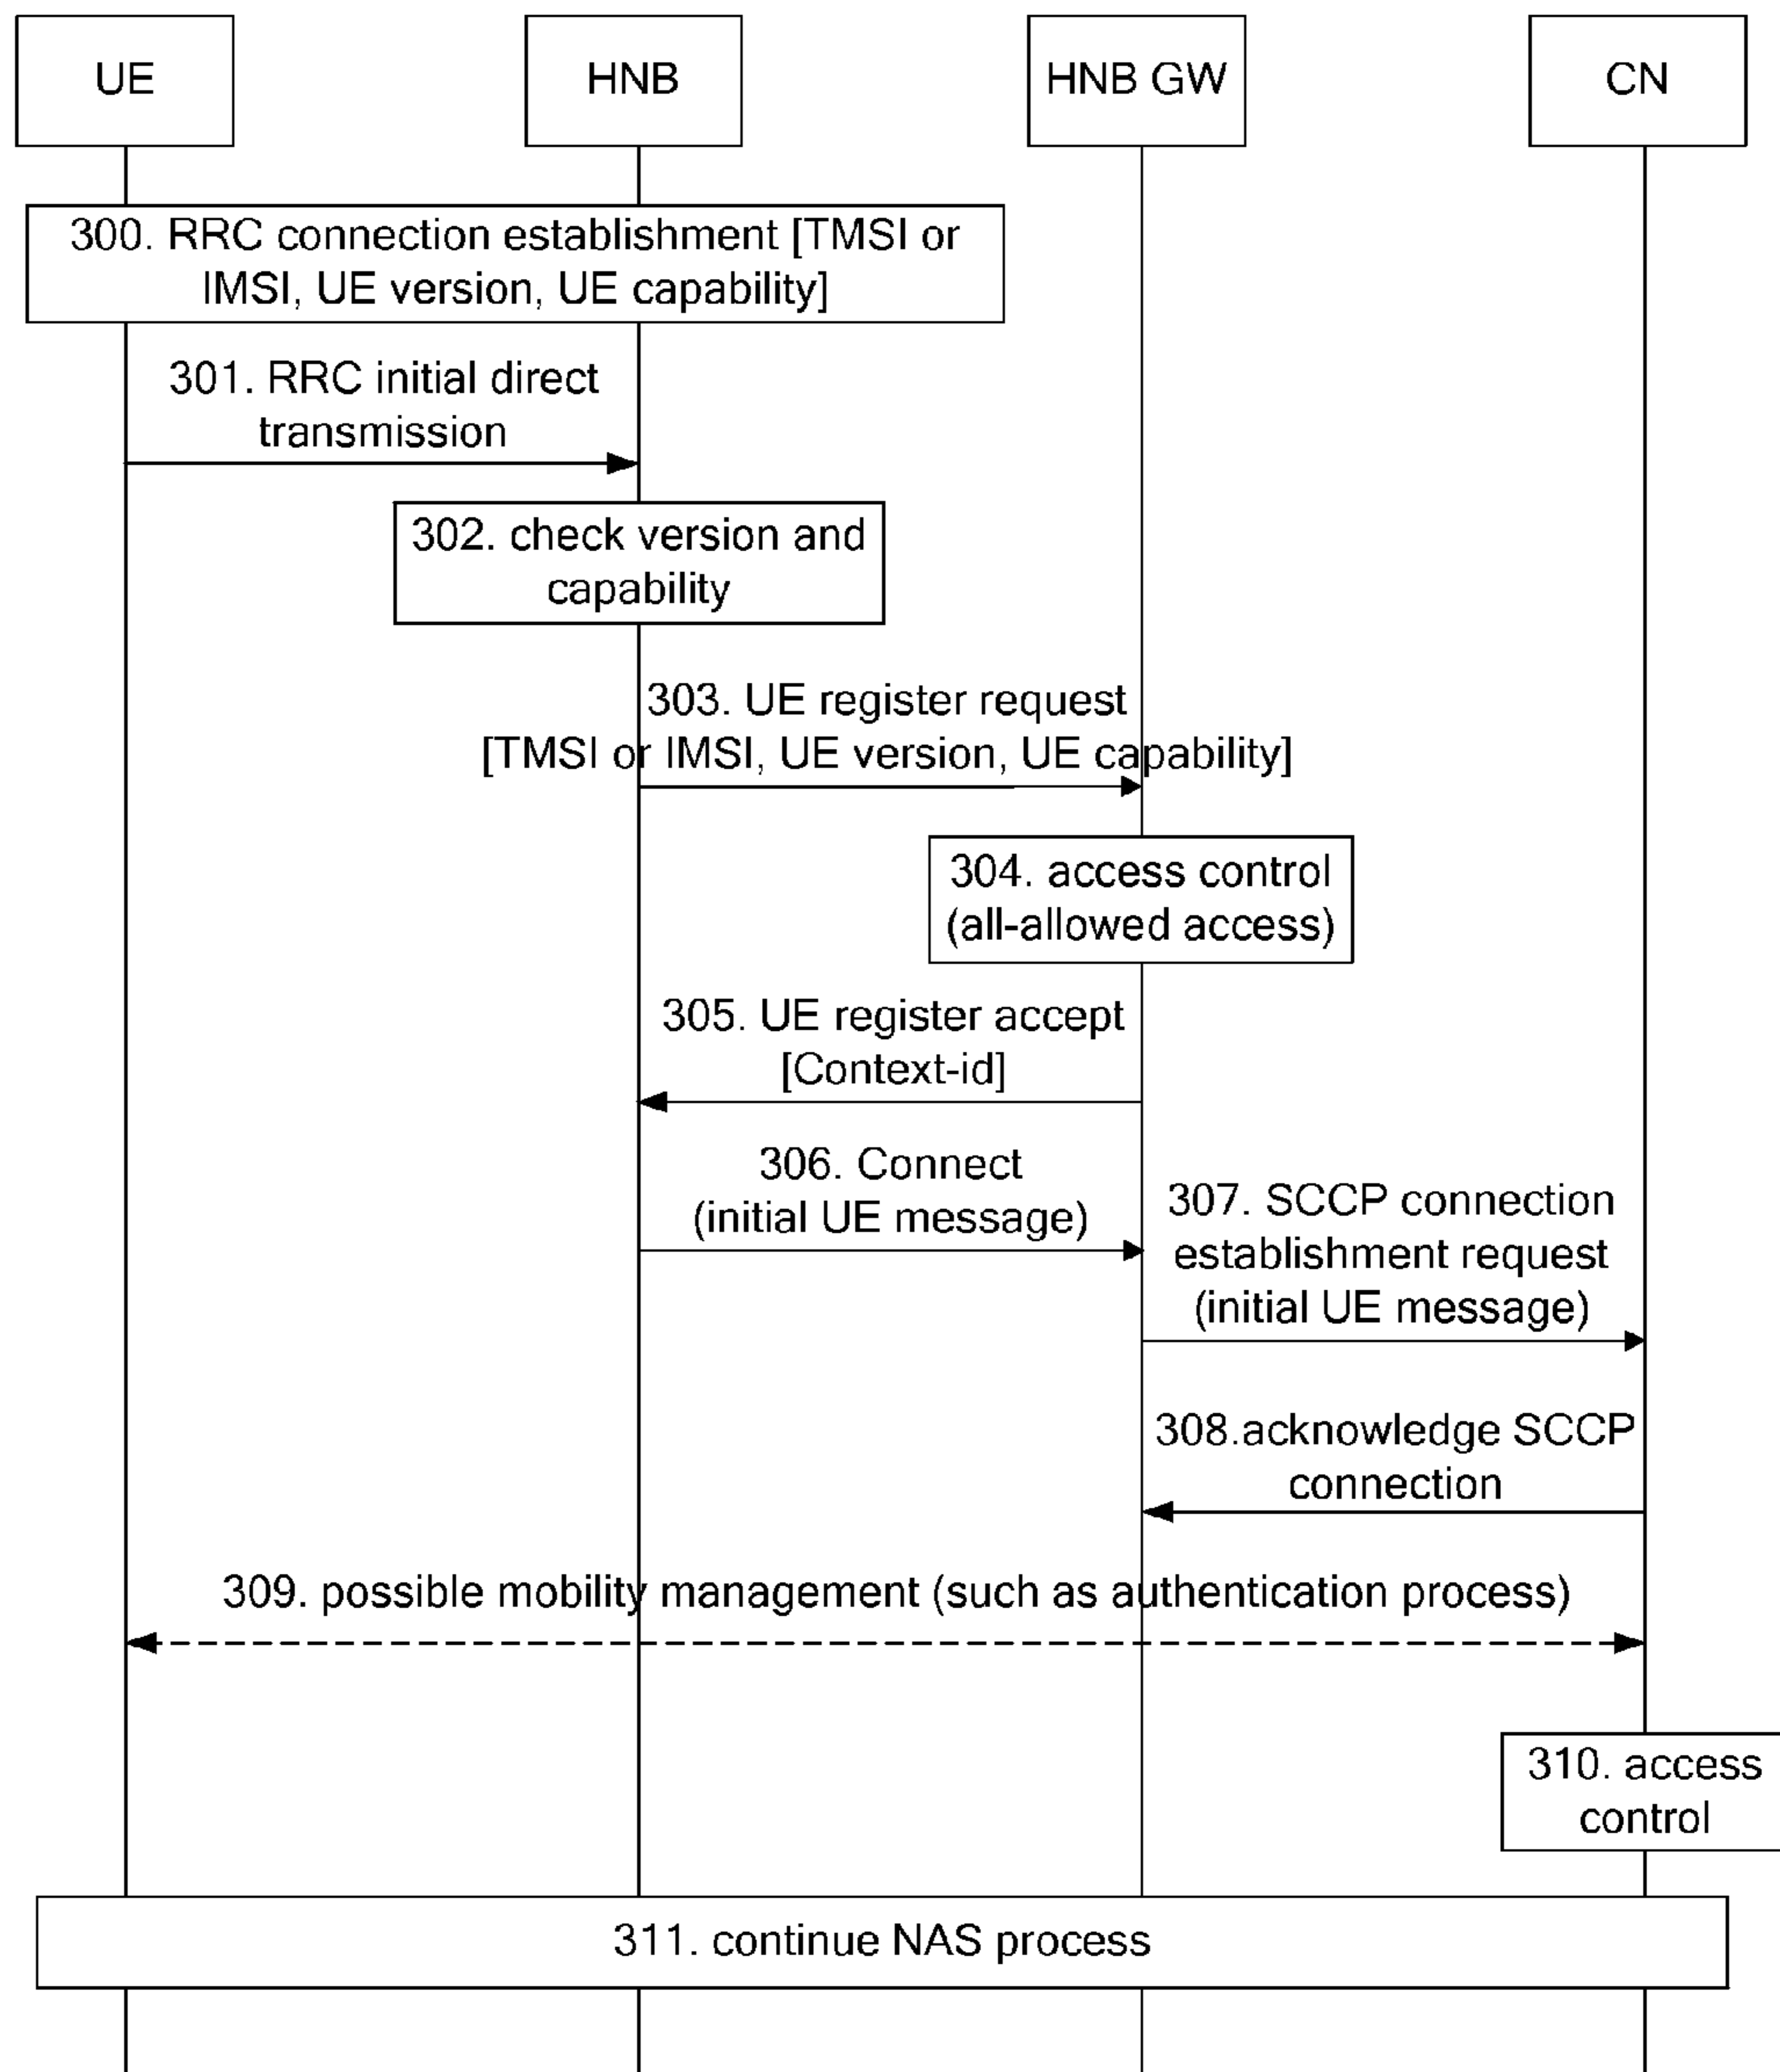 UE
HNB
HNB GW
CN
300. RRC connection establishment [TMSI or
IMSI, UE version, UE capability]
301. RRC initial direct
transmission
302. check version and
capability
303. UE register request
[TMSI or IMSI, UE version, UE capability]
304. access control
(all-allowed access)
305. UE register accept
[Context-id]
306. Connect
(initial UE message)
307. SCCP connection
establishment request
(initial UE message)
308.acknowledge SCCP
connection
309. possible mobility management (such as authentication process)
310. access
control
311. continue NAS process